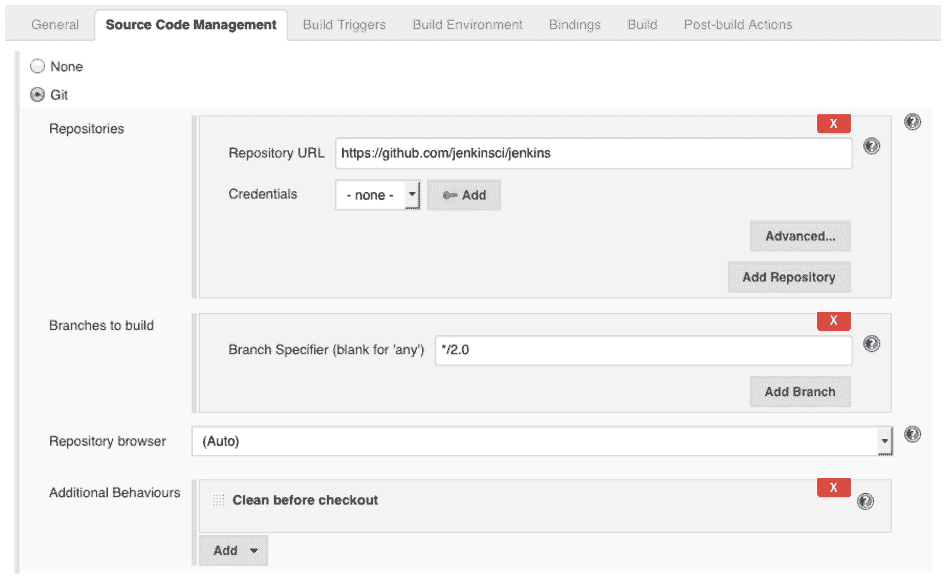 General Source Code Management Build Triggers Build Environment Bindings Build Post-build Actions
None
Git
Repositories
X
Repository URL https://github.com/jenkinsci/jenkins
Credentials - none - Add
Advanced...
Add Repository
Branches to build
X
Branch Specifier (blank for 'any') */2.0
Add Branch
Repository browser (Auto)
Additional Behaviours
X
Clean before checkout
Add